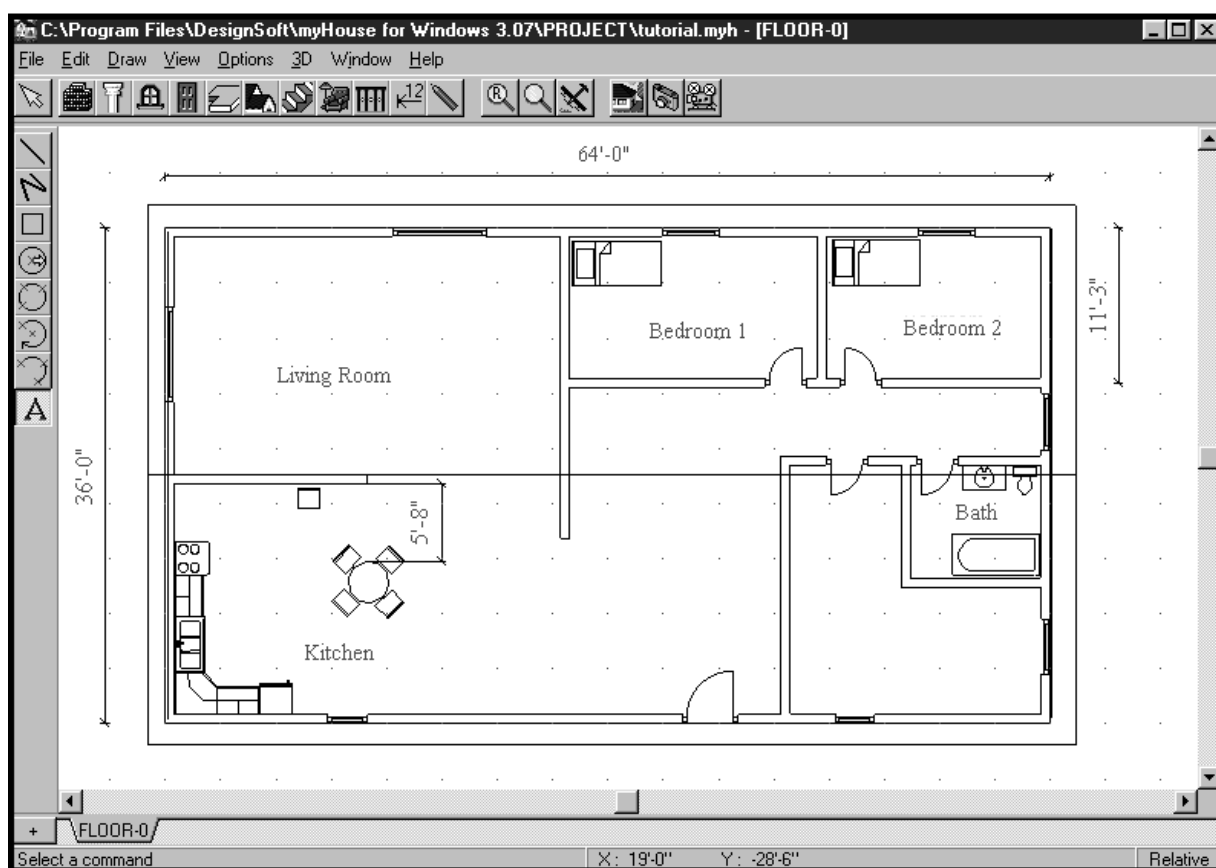 C:\Program Files\DesignSoft\myHouse for Windows 3.07\PROJECT\tutorial.myh - [FLOOR-0]
File Edit Draw View Options 3D Window Help
12
R
A
64'-0"
11'-3"
Bedroom 1
Bedroom 2
Living Room
36'-0"
5'-8"
Bath
Kitchen
+ FLOOR-0
Select a command X: 19'0" Y: -28'6" Relative